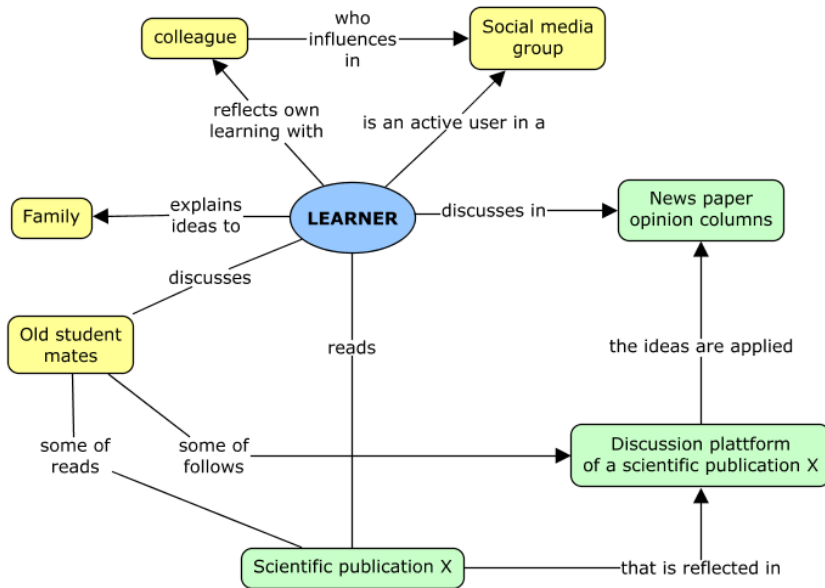 who
influences
in
colleague
Social media
group
reflects own
learning with
is an active user in a
Family
explains
ideas to
LEARNER
discusses in
News paper
opinion columns
discusses
Old student
mates
reads
the ideas are applied
some of
reads
some of
follows
Discussion plattform
of a scientific publication X
Scientific publication X
that is reflected in